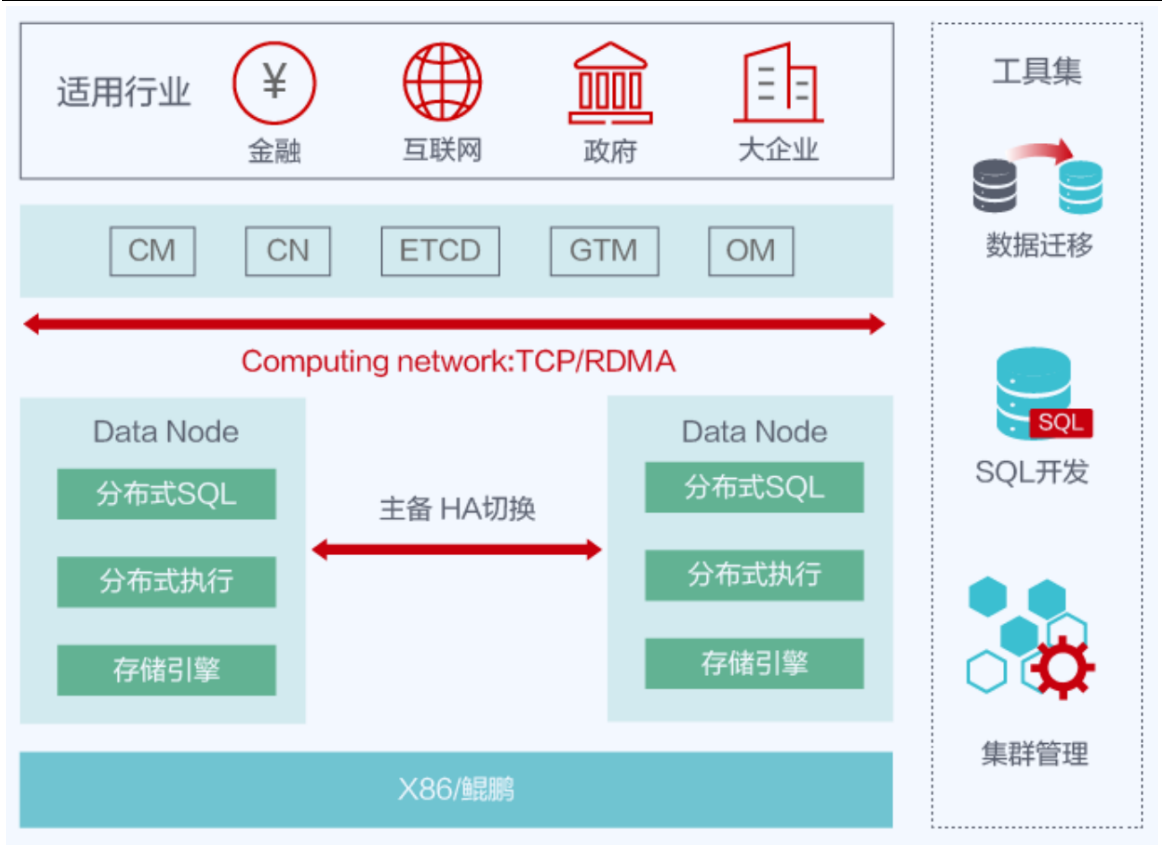 适用行业
¥
金融
互联网
政府
大企业
CM
CN
ETCD
GTM
OM
Computing network:TCP/RDMA
Data Node
分布式SQL
分布式执行
存储引擎
主备 HA切换
Data Node
分布式SQL
分布式执行
存储引擎
X86/鲲鹏
工具集
数据迁移
SQL
SQL开发
集群管理